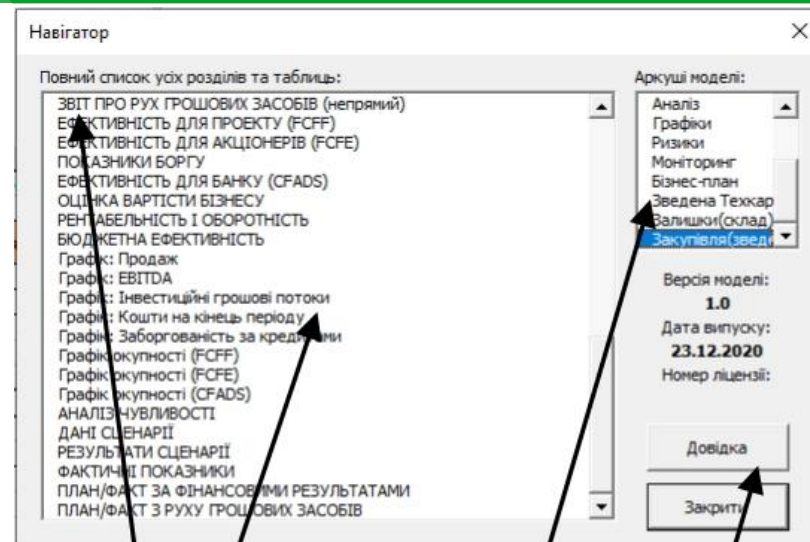 Навігатор
Повний список усіх розділів та таблиць:
ЗВІТ ПРО РУХ ГРОШОВИХ ЗАСОБІВ (непрямий)
ЕФЕКТИВНІСТЬ ДЛЯ ПРОЕКТУ (FCFF)
ЕФЕКТИВНІСТЬ ДЛЯ АКЦІОНЕРІВ (FCFE)
ПОКАЗНИКИ БОРГУ
ЕФЕКТИВНІСТЬ ДЛЯ БАНКУ (CFADS)
ОЦІНКА ВАРТІСТИ БІЗНЕСУ
РЕНТАБЕЛЬНІСТЬ І ОБОРОТНІСТЬ
БЮДЖЕТНА ЕФЕКТИВНІСТЬ
Графік: Продаж
Графік: EBITDA
Графік: Інвестиційні грошові потоки
Графік: Кошти на кінець періоду
Графік: Заборгованість за кредитами
Графік окупності (FCFF)
Графік окупності (FCFE)
Графік окупності (CFADS)
АНАЛІЗ ЧУВЛИВОСТІ
ДАНІ СЦЕНАРІЇ
РЕЗУЛЬТАТИ СЦЕНАРІЇ
ФАКТИЧНІ ПОКАЗНИКИ
ПЛАН/ФАКТ ЗА ФІНАНСОВИМИ РЕЗУЛЬТАТАМИ
ПЛАН/ФАКТ З РУХУ ГРОШОВИХ ЗАСОБІВ
Аркуші моделі:
Аналіз
Графіки
Ризики
Моніторинг
Бізнес-план
Зведена Техкар
Залишки(склад)
Закупівля(зведе
Версія моделі:
1.0
Дата випуску:
23.12.2020
Номер ліцензії:
Довідка
Закрити